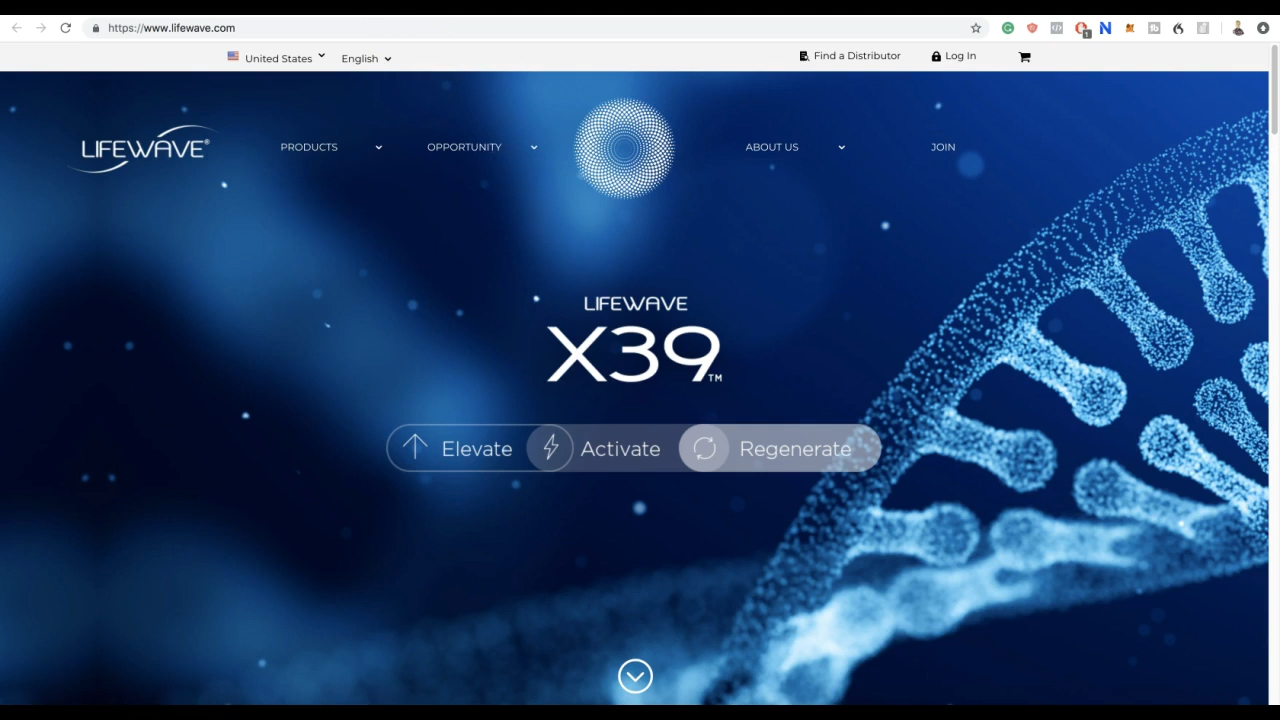 https://www.lifewave.com
United States English Find a Distributor Log In
LIFEWAVE® PRODUCTS OPPORTUNITY ABOUT US JOIN
LIFEWAVE
X39™
Elevate Activate Regenerate